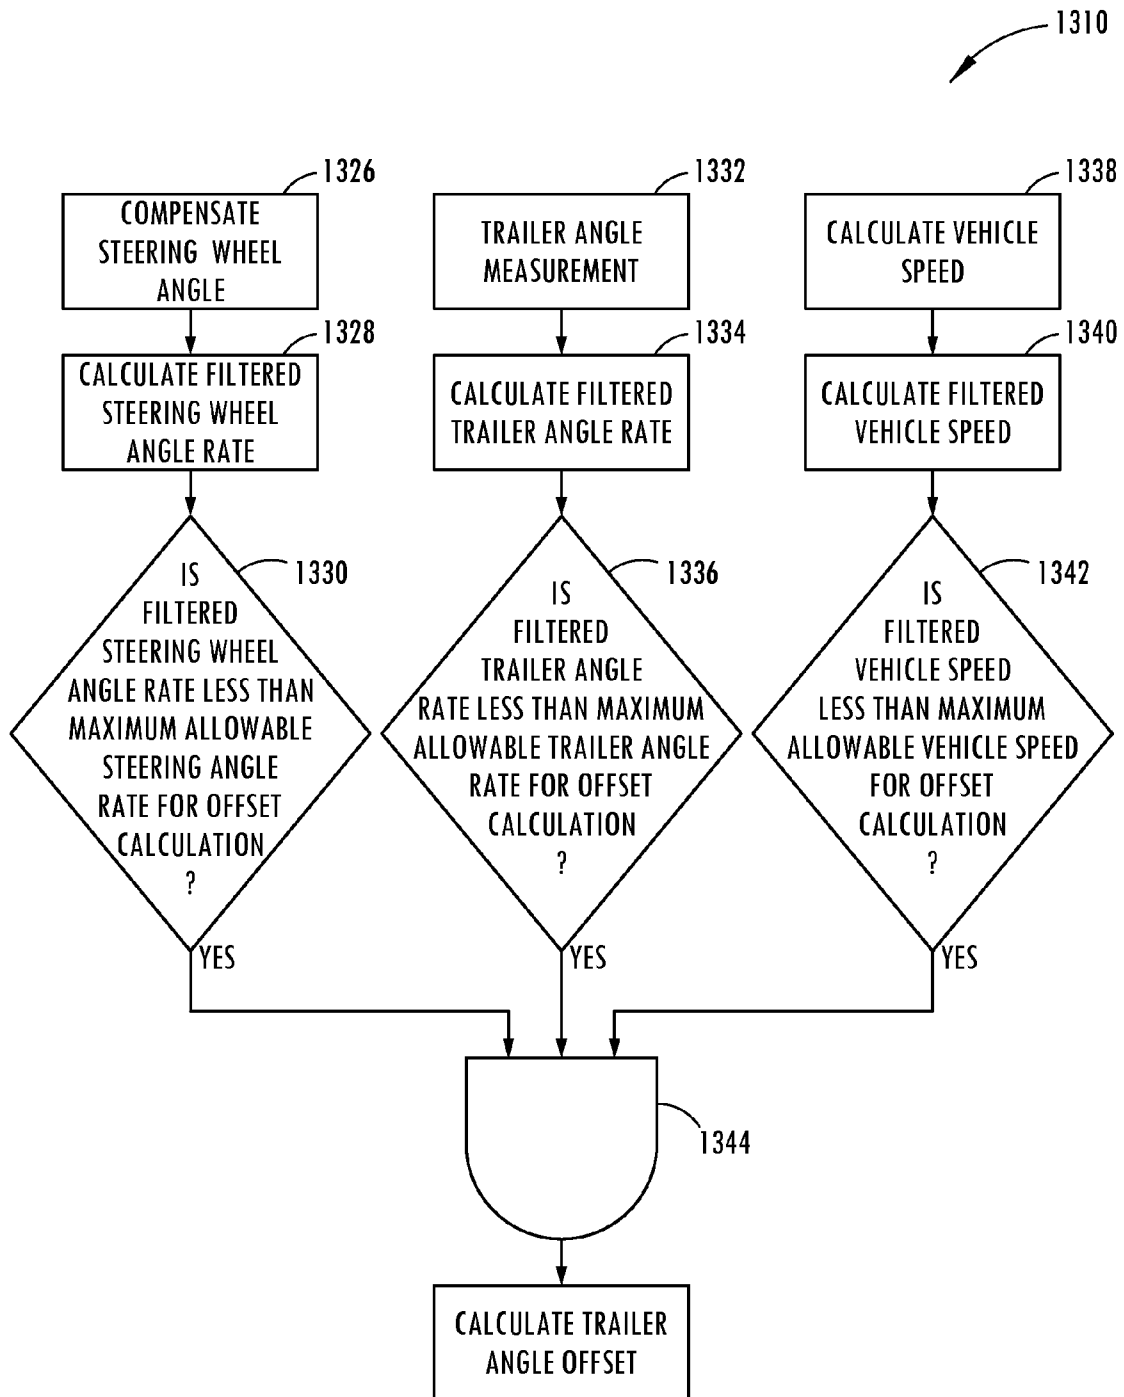 1310
1326
COMPENSATE
STEERING WHEEL
ANGLE
1328
CALCULATE FILTERED
STEERING WHEEL
ANGLE RATE
1330
IS
FILTERED
STEERING WHEEL
ANGLE RATE LESS THAN
MAXIMUM ALLOWABLE
STEERING ANGLE
RATE FOR OFFSET
CALCULATION
?
YES
1332
TRAILER ANGLE
MEASUREMENT
1334
CALCULATE FILTERED
TRAILER ANGLE RATE
1336
IS
FILTERED
TRAILER ANGLE
RATE LESS THAN MAXIMUM
ALLOWABLE TRAILER ANGLE
RATE FOR OFFSET
CALCULATION
?
YES
1338
CALCULATE VEHICLE
SPEED
1340
CALCULATE FILTERED
VEHICLE SPEED
1342
IS
FILTERED
VEHICLE SPEED
LESS THAN MAXIMUM
ALLOWABLE VEHICLE SPEED
FOR OFFSET
CALCULATION
?
YES
1344
CALCULATE TRAILER
ANGLE OFFSET